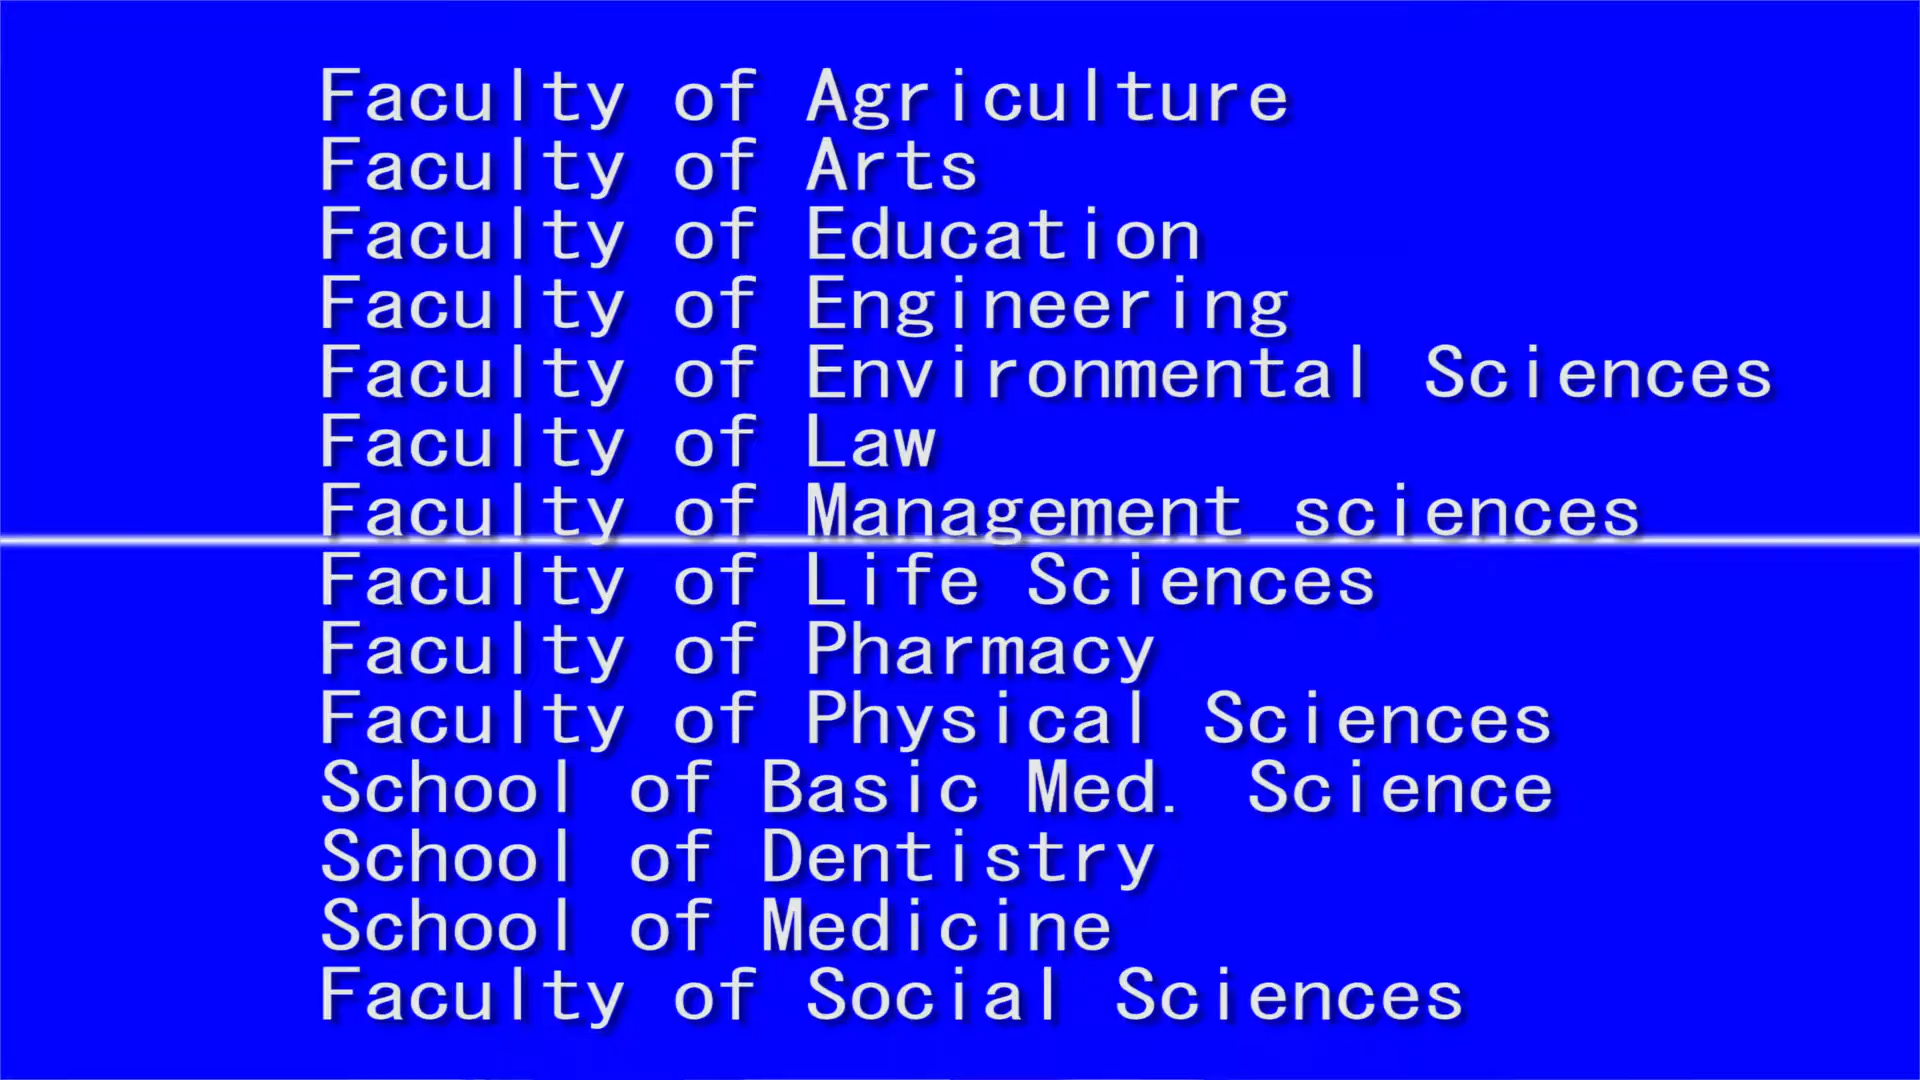 Faculty of Agriculture
Faculty of Arts
Faculty of Education
Faculty of Engineering
Faculty of Environmental Sciences
Faculty of Law
Faculty of Management sciences
Faculty of Life Sciences
Faculty of Pharmacy
Faculty of Physical Sciences
School of Basic Med. Science
School of Dentistry
School of Medicine
Faculty of Social Sciences